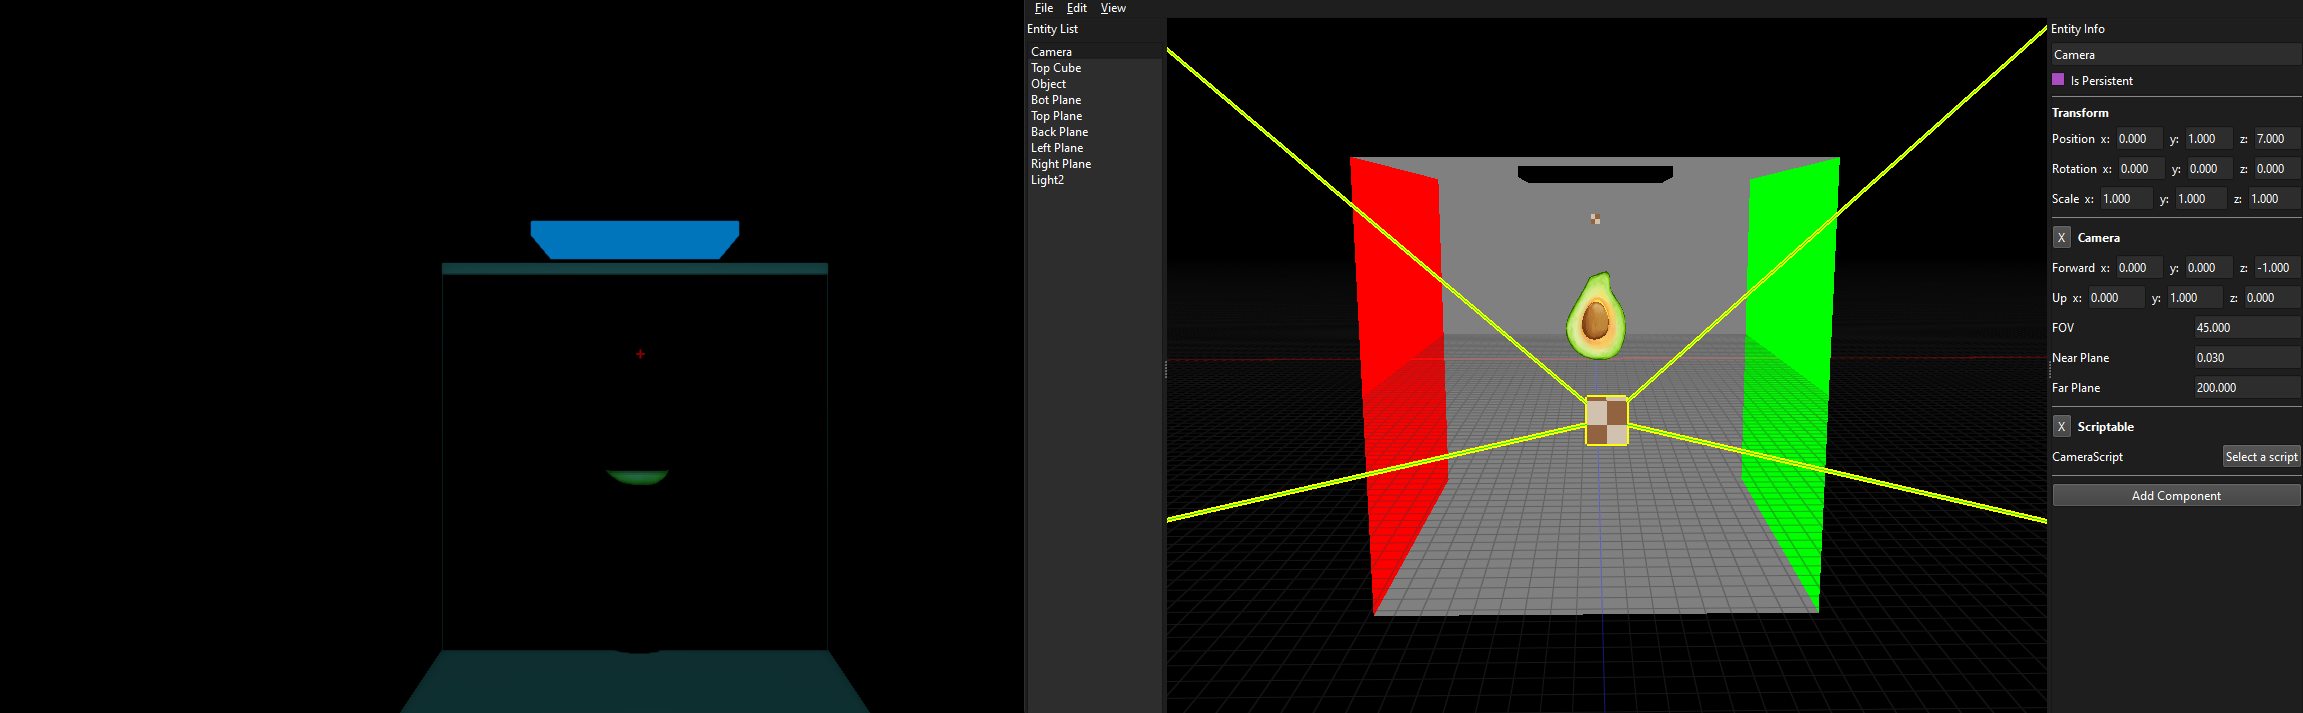 File Edit View
Entity List
Camera
Top Cube
Object
Bot Plane
Top Plane
Back Plane
Left Plane
Right Plane
Light2
Entity Info
Camera
Is Persistent
Transform
Position x: 0.000 y: 1.000 z: 7.000
Rotation x: 0.000 y: 0.000 z: 0.000
Scale x: 1.000 y: 1.000 z: 1.000
X Camera
Forward x: 0.000 y: 0.000 z: -1.000
Up x: 0.000 y: 1.000 z: 0.000
FOV 45.000
Near Plane 0.030
Far Plane 200.000
X Scriptable
CameraScript Select a script
Add Component